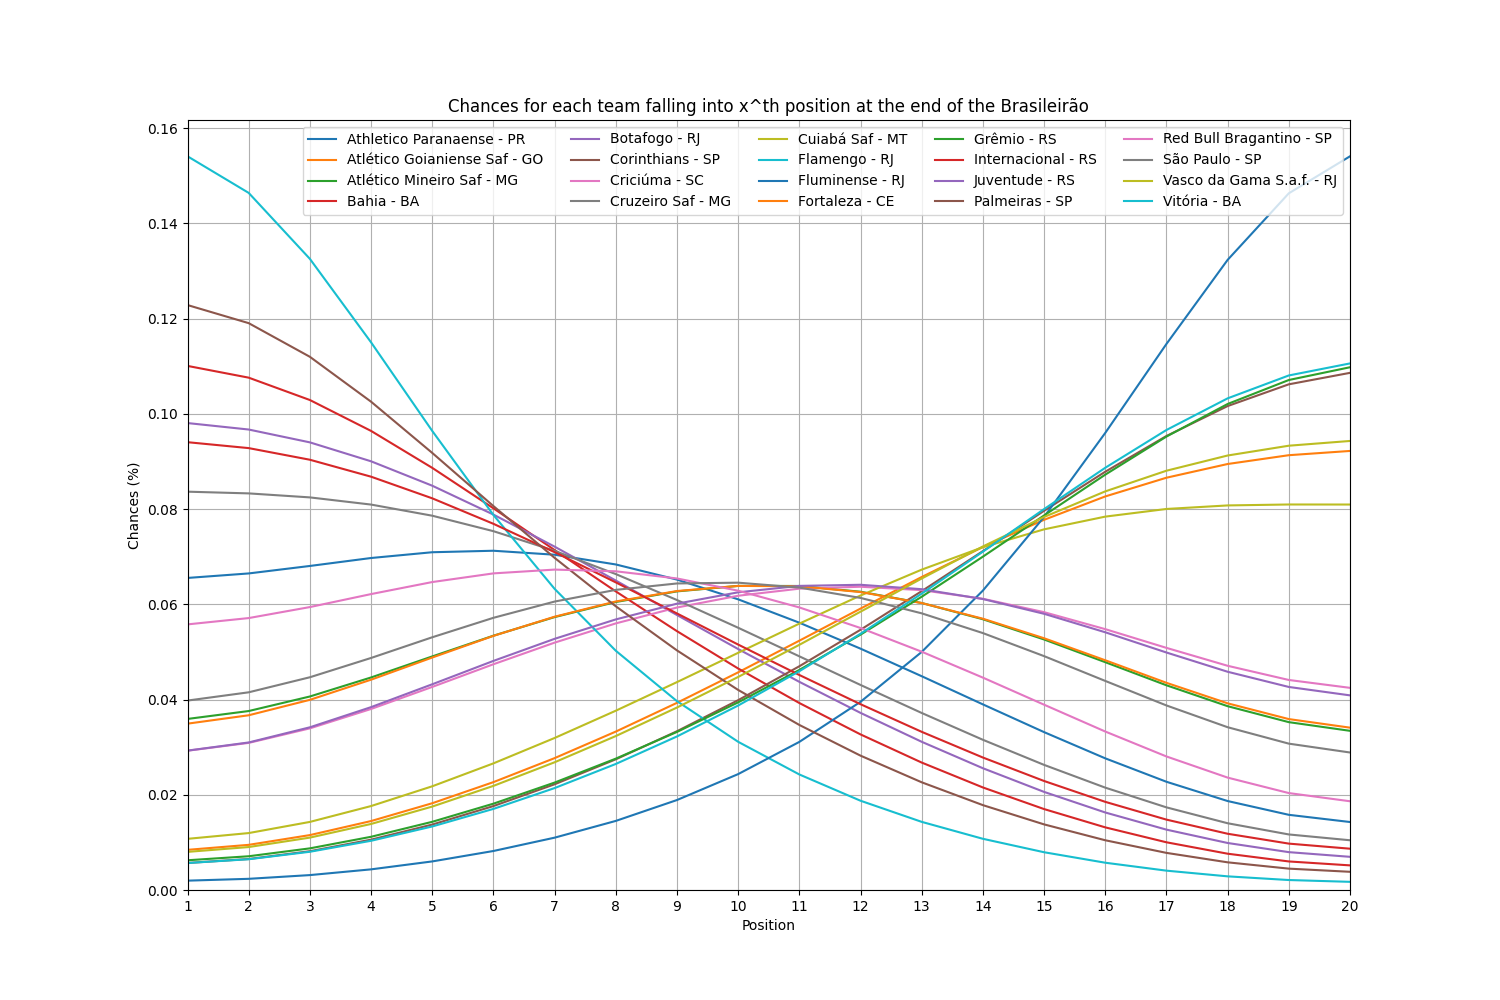 Chances for each team falling into x^th position at the end of the Brasileirão
Athletico Paranaense - PR
Atlético Goianiense Saf - GO
Atlético Mineiro Saf - MG
Bahia - BA
Botafogo - RJ
Corinthians - SP
Criciúma - SC
Cruzeiro Saf - MG
Cuiabá Saf - MT
Flamengo - RJ
Fluminense - RJ
Fortaleza - CE
Grêmio - RS
Internacional - RS
Juventude - RS
Palmeiras - SP
Red Bull Bragantino - SP
São Paulo - SP
Vasco da Gama S.a.f. - RJ
Vitória - BA
Chances (%)
0.16
0.14
0.12
0.10
0.08
0.06
0.04
0.02
0.00
1 2 3 4 5 6 7 8 9 10 11 12 13 14 15 16 17 18 19 20
Position